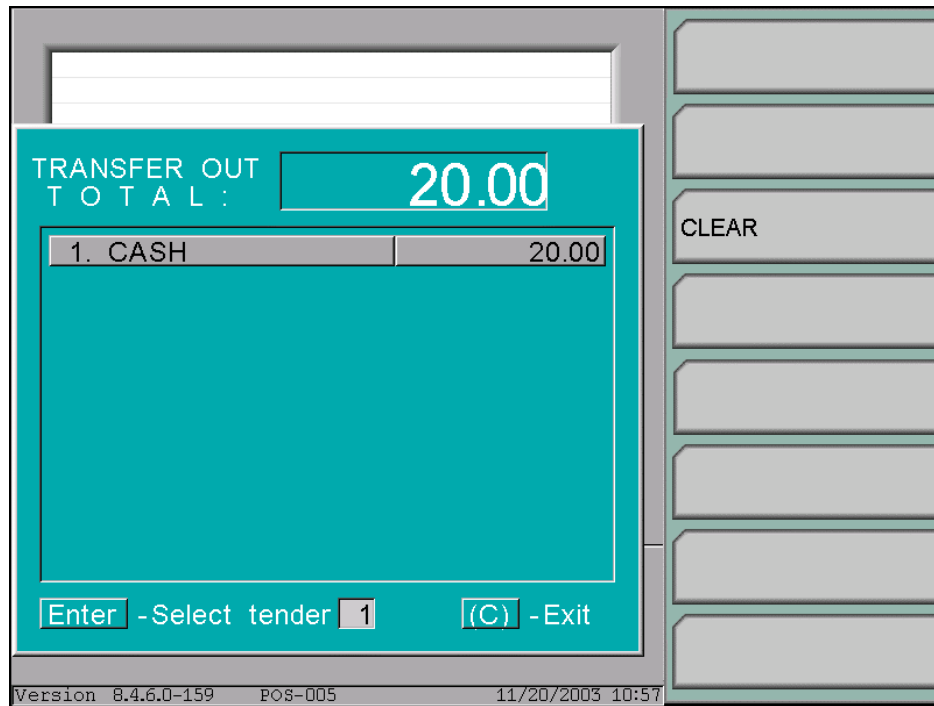 TRANSFER OUT
T O T A L : 20.00
1. CASH 20.00
Enter -Select tender 1 (C) -Exit
CLEAR
Version 8.4.6.0-159 POS-005 11/20/2003 10:57